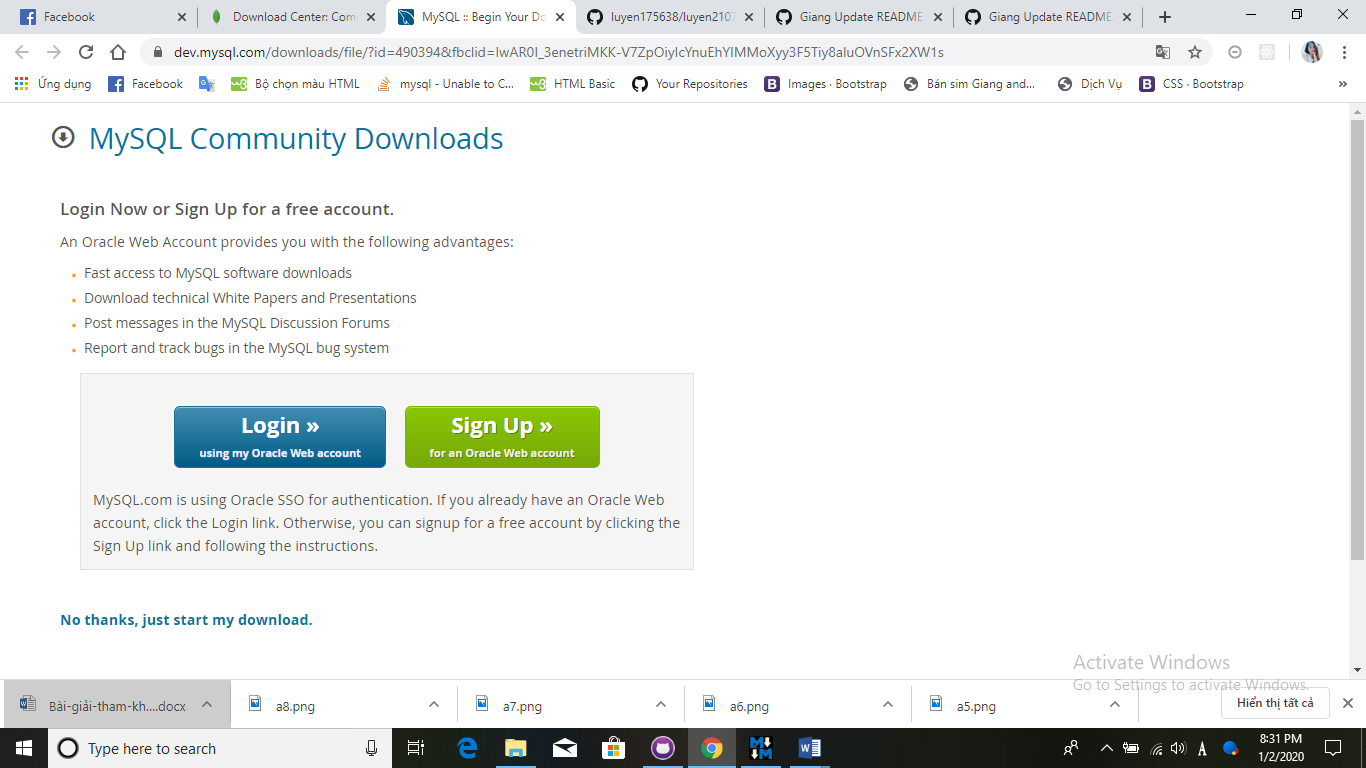 Facebook
Download Center: Com
MySQL :: Begin Your Do
luyen175638/luyen2107
Giang Update README
Giang Update README
dev.mysql.com/downloads/file/?id=490394&fbclid=IwAR0I_3enetriMKK-V7ZpOiyIcYnuEhYIMMoXyy3F5Tiy8aluOVnSFx2XW1s
Ứng dụng
Facebook
Bộ chọn màu HTML
mysql - Unable to C...
HTML Basic
Your Repositories
Images · Bootstrap
Bán sim Giang and...
Dịch Vụ
CSS · Bootstrap
»
MySQL Community Downloads
Login Now or Sign Up for a free account.
An Oracle Web Account provides you with the following advantages:
Fast access to MySQL software downloads
Download technical White Papers and Presentations
Post messages in the MySQL Discussion Forums
Report and track bugs in the MySQL bug system
Login »
using my Oracle Web account
Sign Up »
for an Oracle Web account
MySQL.com is using Oracle SSO for authentication. If you already have an Oracle Web
account, click the Login link. Otherwise, you can signup for a free account by clicking the
Sign Up link and following the instructions.
No thanks, just start my download.
Activate Windows
Go to Settings to activate Windows.
Bài-giải-tham-kh....docx
a8.png
a7.png
a6.png
a5.png
Hiển thị tất cả
Type here to search
8:31 PM
1/2/2020